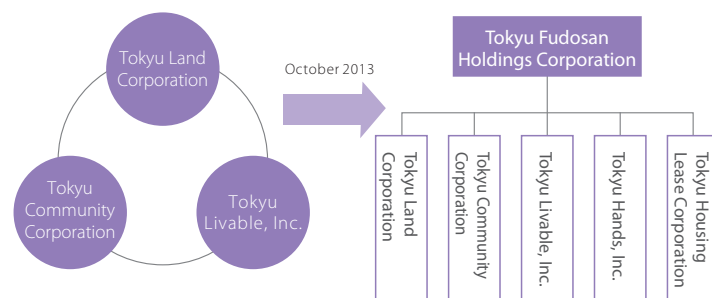 Tokyu Land
Corporation
Tokyu
Community
Corporation
Tokyu
Livable, Inc.
October 2013
Tokyu Fudosan
Holdings Corporation
Tokyu Land
Corporation
Tokyu Community
Corporation
Tokyu Livable, Inc.
Tokyu Hands, Inc.
Tokyu Housing
Lease Corporation